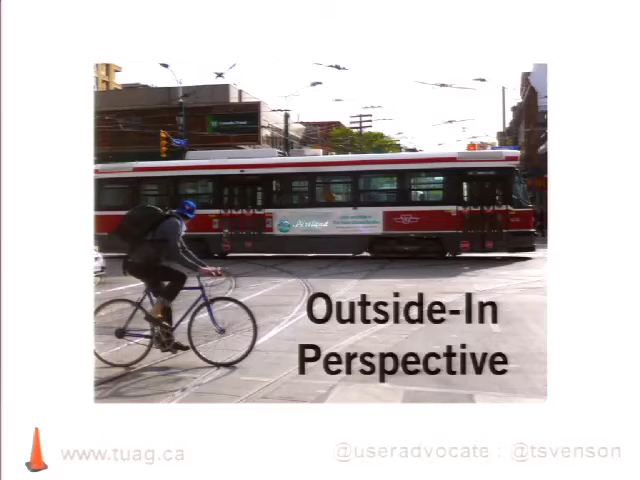 Outside-In
Perspective
www.tuag.ca
@useradvocate : @tsvenson